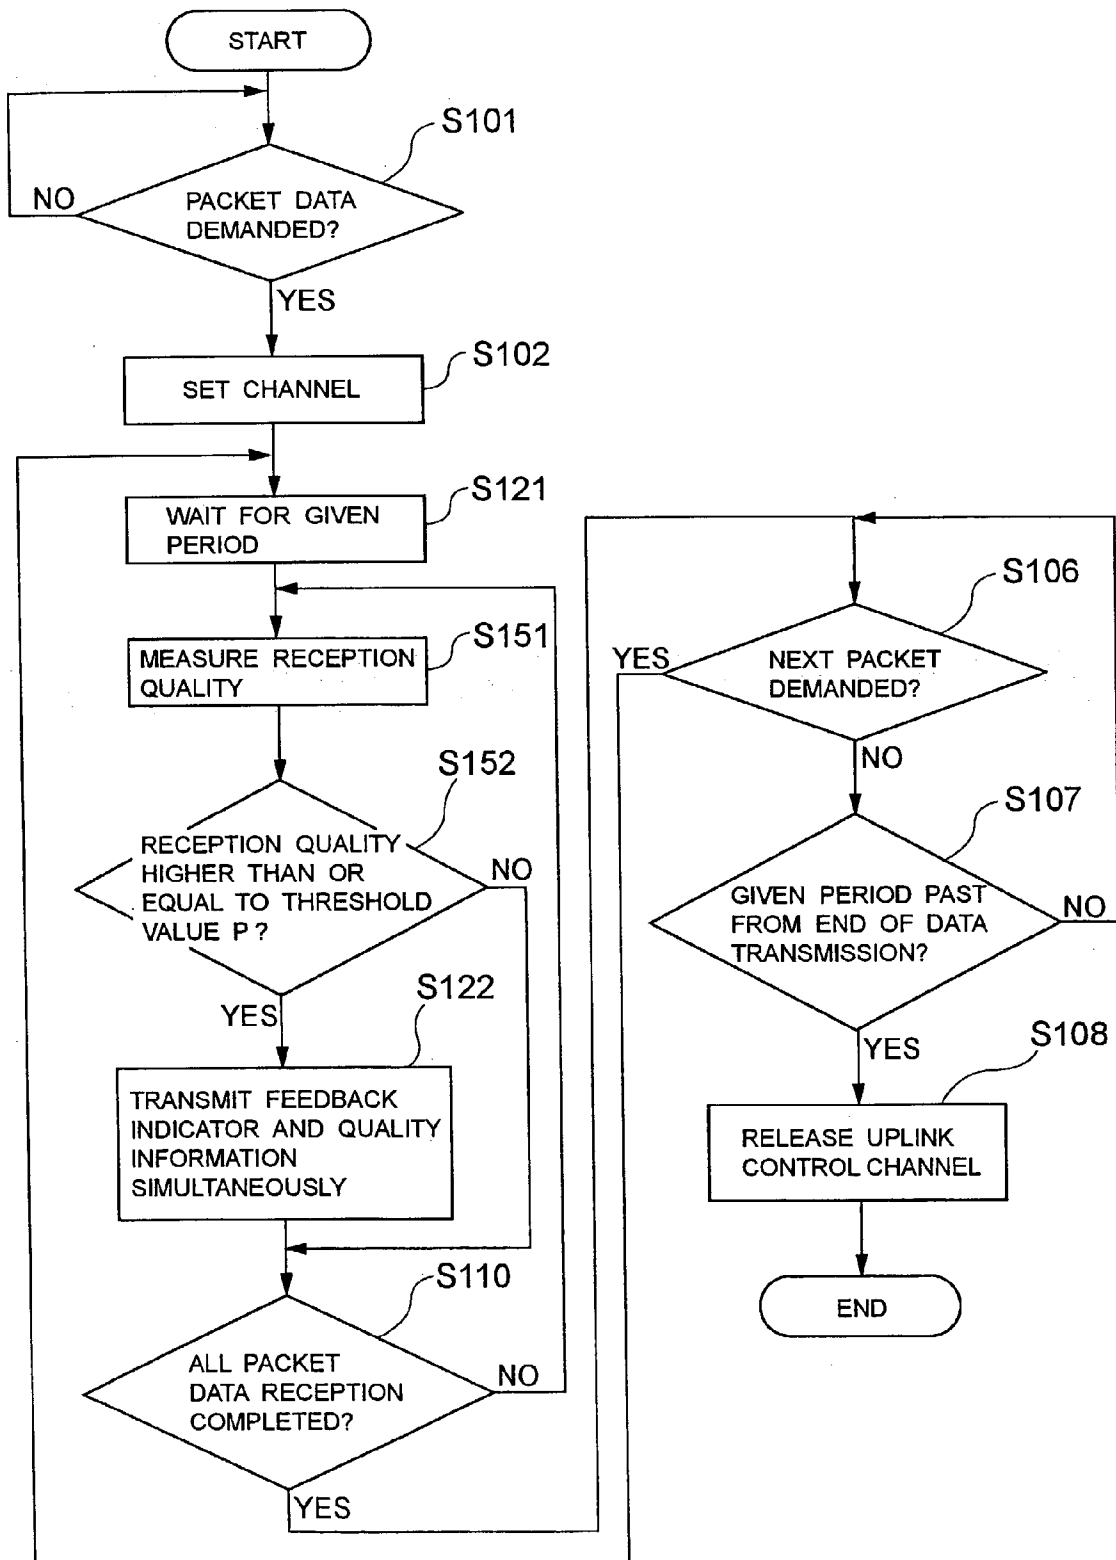 START
S101
NO
PACKET DATA
DEMANDED?
YES
S102
SET CHANNEL
S121
WAIT FOR GIVEN
PERIOD
S151
MEASURE RECEPTION
QUALITY
S152
RECEPTION QUALITY
HIGHER THAN OR
EQUAL TO THRESHOLD
VALUE P ?
NO
YES
S122
TRANSMIT FEEDBACK
INDICATOR AND QUALITY
INFORMATION
SIMULTANEOUSLY
S110
ALL PACKET
DATA RECEPTION
COMPLETED?
NO
YES
S106
YES
NEXT PACKET
DEMANDED?
NO
S107
GIVEN PERIOD PAST
FROM END OF DATA
TRANSMISSION?
NO
YES
S108
RELEASE UPLINK
CONTROL CHANNEL
END